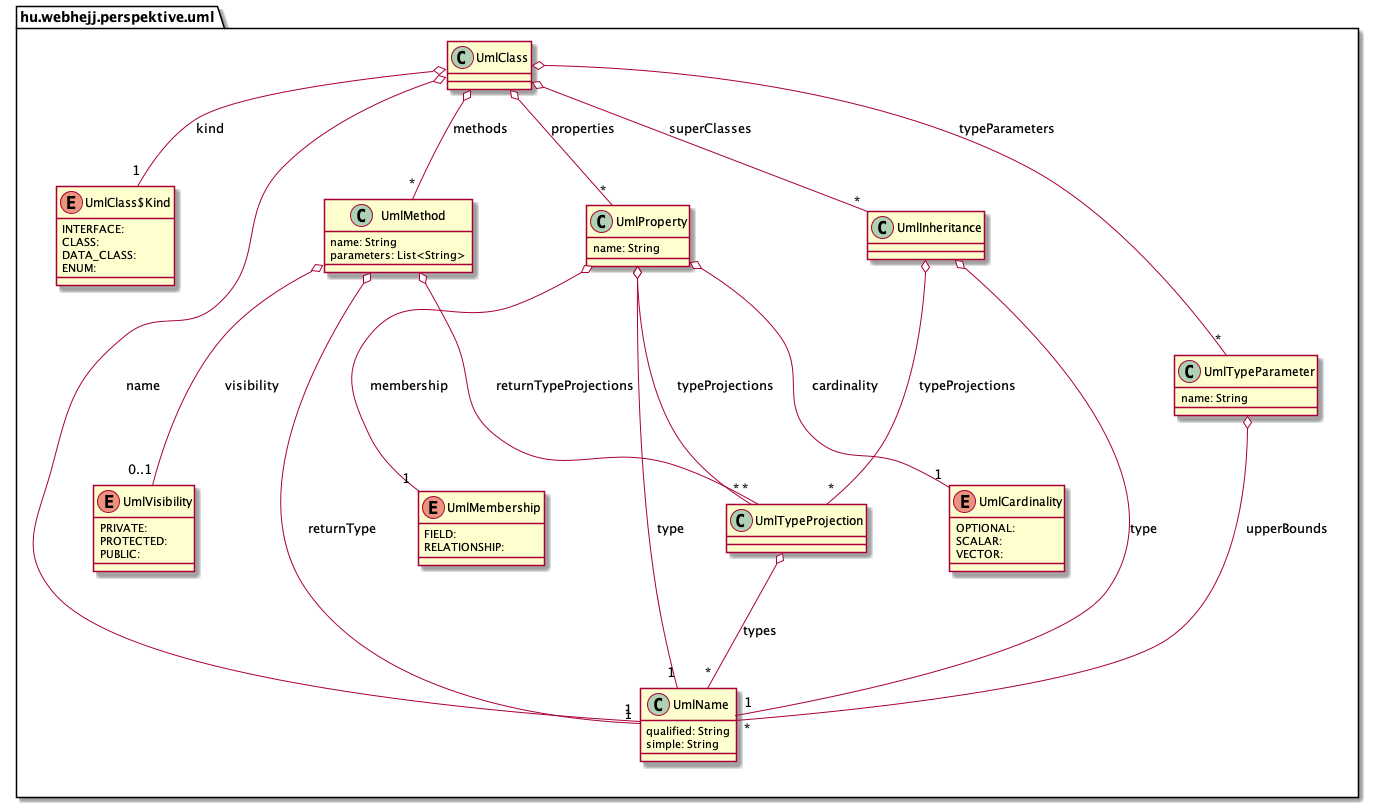 hu.webhejj.perspektive.uml
C UmlClass
kind
methods
properties
superClasses
typeParameters
1
*
*
*
E UmlClass$Kind
INTERFACE:
CLASS:
DATA_CLASS:
ENUM:
C UmlMethod
name: String
parameters: List<String>
C UmlProperty
name: String
C UmlInheritance
*
C UmlTypeParameter
name: String
name
visibility
membership
returnTypeProjections
typeProjections
cardinality
typeProjections
0..1
1
*
*
*
1
E UmlVisibility
PRIVATE:
PROTECTED:
PUBLIC:
E UmlMembership
FIELD:
RELATIONSHIP:
C UmlTypeProjection
E UmlCardinality
OPTIONAL:
SCALAR:
VECTOR:
returnType
type
type
upperBounds
types
1
*
1
1
1
*
C UmlName
qualified: String
simple: String